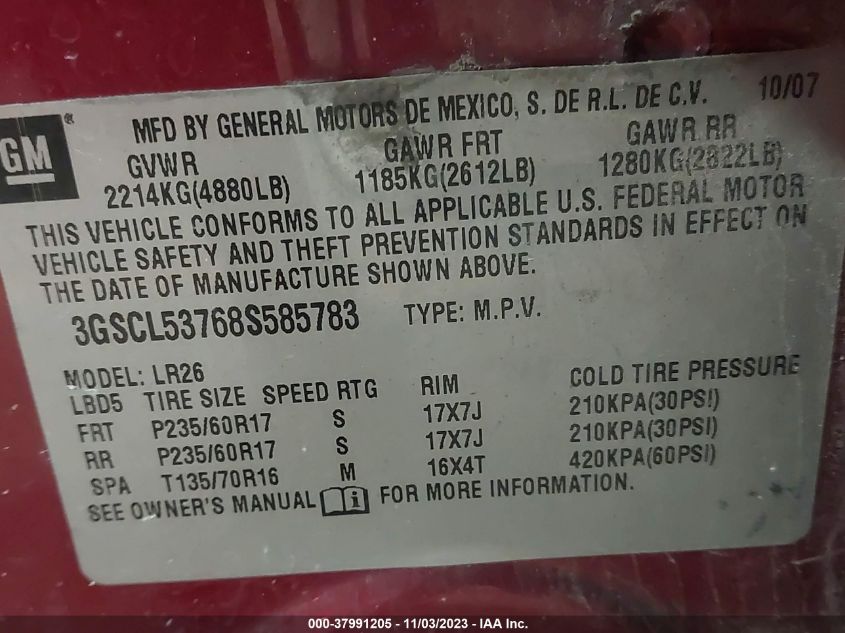 MFD BY GENERAL MOTORS DE MEXICO, S. DE R.L. DE C.V. 10/07
GM ®
GVWR GAWR FRT GAWR RR
2214KG(4880LB) 1185KG(2612LB) 1280KG(2822LB)
THIS VEHICLE CONFORMS TO ALL APPLICABLE U.S. FEDERAL MOTOR
VEHICLE SAFETY AND THEFT PREVENTION STANDARDS IN EFFECT ON
THE DATE OF MANUFACTURE SHOWN ABOVE.
3GSCL53768S585783 TYPE: M.P.V.
MODEL: LR26
LBD5 TIRE SIZE SPEED RTG RIM COLD TIRE PRESSURE
FRT P235/60R17 S 17X7J 210KPA(30PSI)
RR P235/60R17 S 17X7J 210KPA(30PSI)
SPA T135/70R16 M 16X4T 420KPA(60PSI)
SEE OWNER'S MANUAL i FOR MORE INFORMATION.
000-37991205 - 11/03/2023 - IAA Inc.